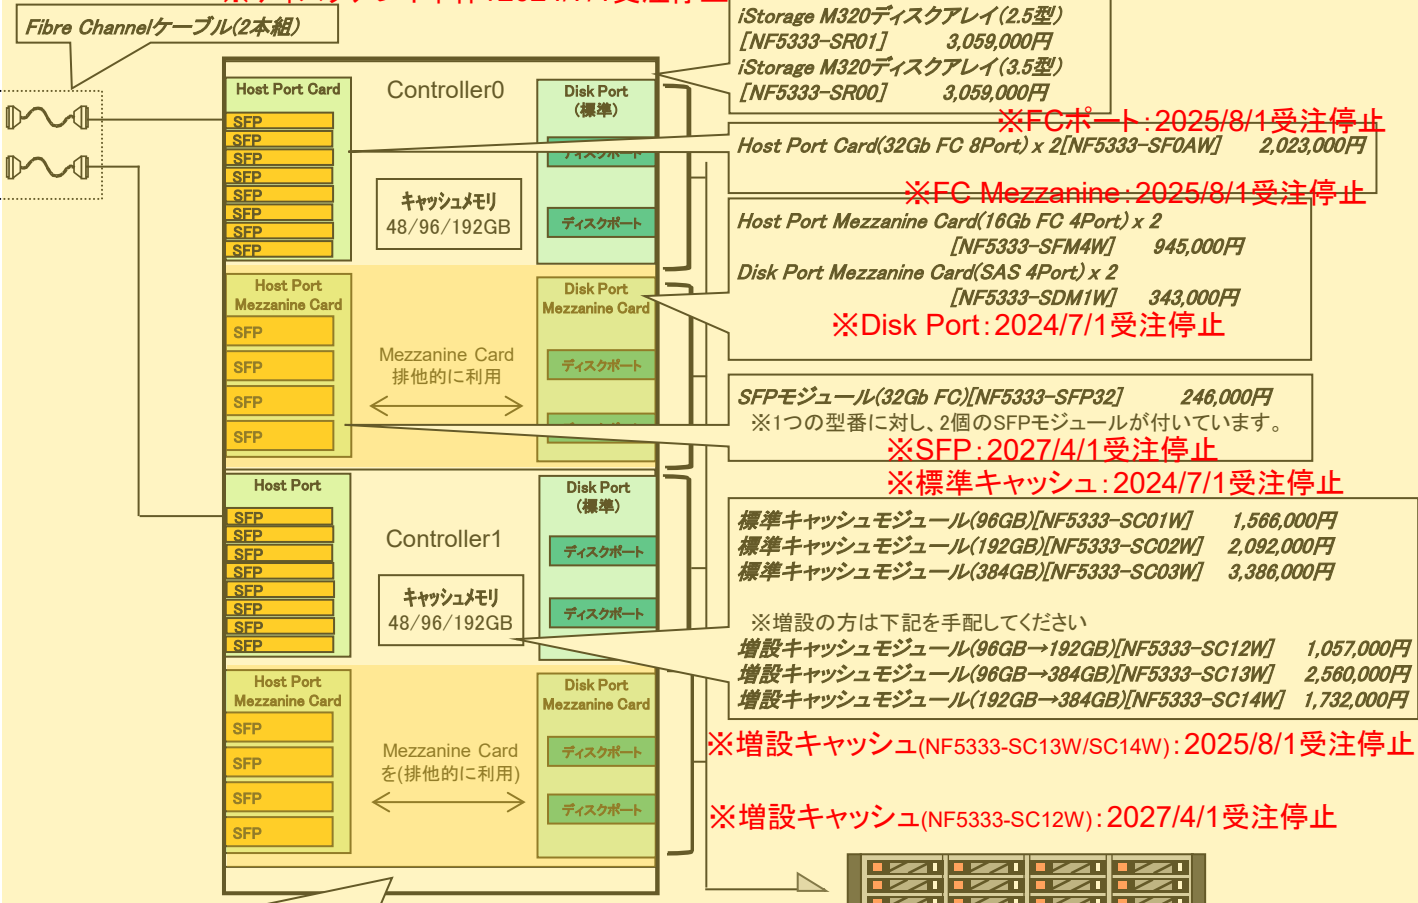 Fibre Channelケーブル(2本組)
iStorage M320ディスクアレイ(2.5型)
[NF5333-SR01] 3,059,000円
iStorage M320ディスクアレイ(3.5型)
[NF5333-SR00] 3,059,000円
※FCポート：2025/8/1受注停止
Host Port Card(32Gb FC 8Port) x 2[NF5333-SF0AW] 2,023,000円
※FC Mezzanine：2025/8/1受注停止
Host Port Mezzanine Card(16Gb FC 4Port) x 2
[NF5333-SFM4W] 945,000円
Disk Port Mezzanine Card(SAS 4Port) x 2
[NF5333-SDM1W] 343,000円
※Disk Port：2024/7/1受注停止
SFPモジュール(32Gb FC)[NF5333-SFP32] 246,000円
※1つの型番に対し、2個のSFPモジュールが付いています。
※SFP：2027/4/1受注停止
※標準キャッシュ：2024/7/1受注停止
標準キャッシュモジュール(96GB)[NF5333-SC01W] 1,566,000円
標準キャッシュモジュール(192GB)[NF5333-SC02W] 2,092,000円
標準キャッシュモジュール(384GB)[NF5333-SC03W] 3,386,000円
※増設の方は下記を手配してください
増設キャッシュモジュール(96GB→192GB)[NF5333-SC12W] 1,057,000円
増設キャッシュモジュール(96GB→384GB)[NF5333-SC13W] 2,560,000円
増設キャッシュモジュール(192GB→384GB)[NF5333-SC14W] 1,732,000円
※増設キャッシュ(NF5333-SC13W/SC14W)：2025/8/1受注停止
※増設キャッシュ(NF5333-SC12W)：2027/4/1受注停止
Host Port Card
SFP
SFP
SFP
SFP
SFP
SFP
SFP
SFP
Controller0
キャッシュメモリ
48/96/192GB
Disk Port
(標準)
ディスクポート
Host Port
Mezzanine Card
SFP
SFP
SFP
SFP
Mezzanine Card
排他的に利用
Disk Port
Mezzanine Card
ディスクポート
Host Port
SFP
SFP
SFP
SFP
SFP
SFP
SFP
SFP
Controller1
キャッシュメモリ
48/96/192GB
Disk Port
(標準)
ディスクポート
ディスクポート
Host Port
Mezzanine Card
SFP
SFP
SFP
SFP
Mezzanine Card
を(排他的に利用)
Disk Port
Mezzanine Card
ディスクポート
ディスクポート